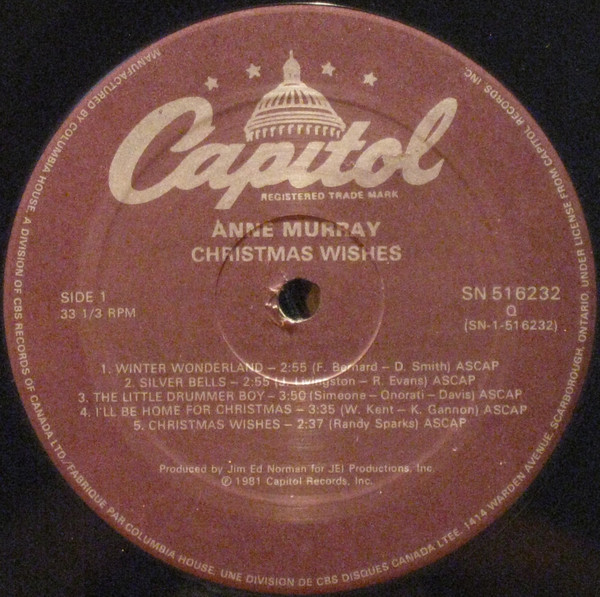 Capitol
REGISTERED TRADE MARK
ANNE MURRAY
CHRISTMAS WISHES
SIDE 1
33 1/3 RPM
SN 516232
Q
(SN-1-516232)
1. WINTER WONDERLAND – 2:55 (F. Bernard – D. Smith) ASCAP
2. SILVER BELLS – 2:55 (J. Livingston – R. Evans) ASCAP
3. THE LITTLE DRUMMER BOY – 3:50 (Simeone – Onorati – Davis) ASCAP
4. I'LL BE HOME FOR CHRISTMAS – 3:35 (W. Kent – K. Gannon) ASCAP
5. CHRISTMAS WISHES – 2:37 (Randy Sparks) ASCAP
Produced by Jim Ed Norman for JEI Productions, Inc.
℗ 1981 Capitol Records, Inc.
MANUFACTURED BY COLUMBIA HOUSE, A DIVISION OF CBS RECORDS OF CANADA LTD./FABRIQUE PAR COLUMBIA HOUSE, UNE DIVISION DE CBS DISQUES CANADA LTEE. 1414 WARDEN AVENUE, SCARBOROUGH, ONTARIO, UNDER LICENSE FROM CAPITOL RECORDS INC.